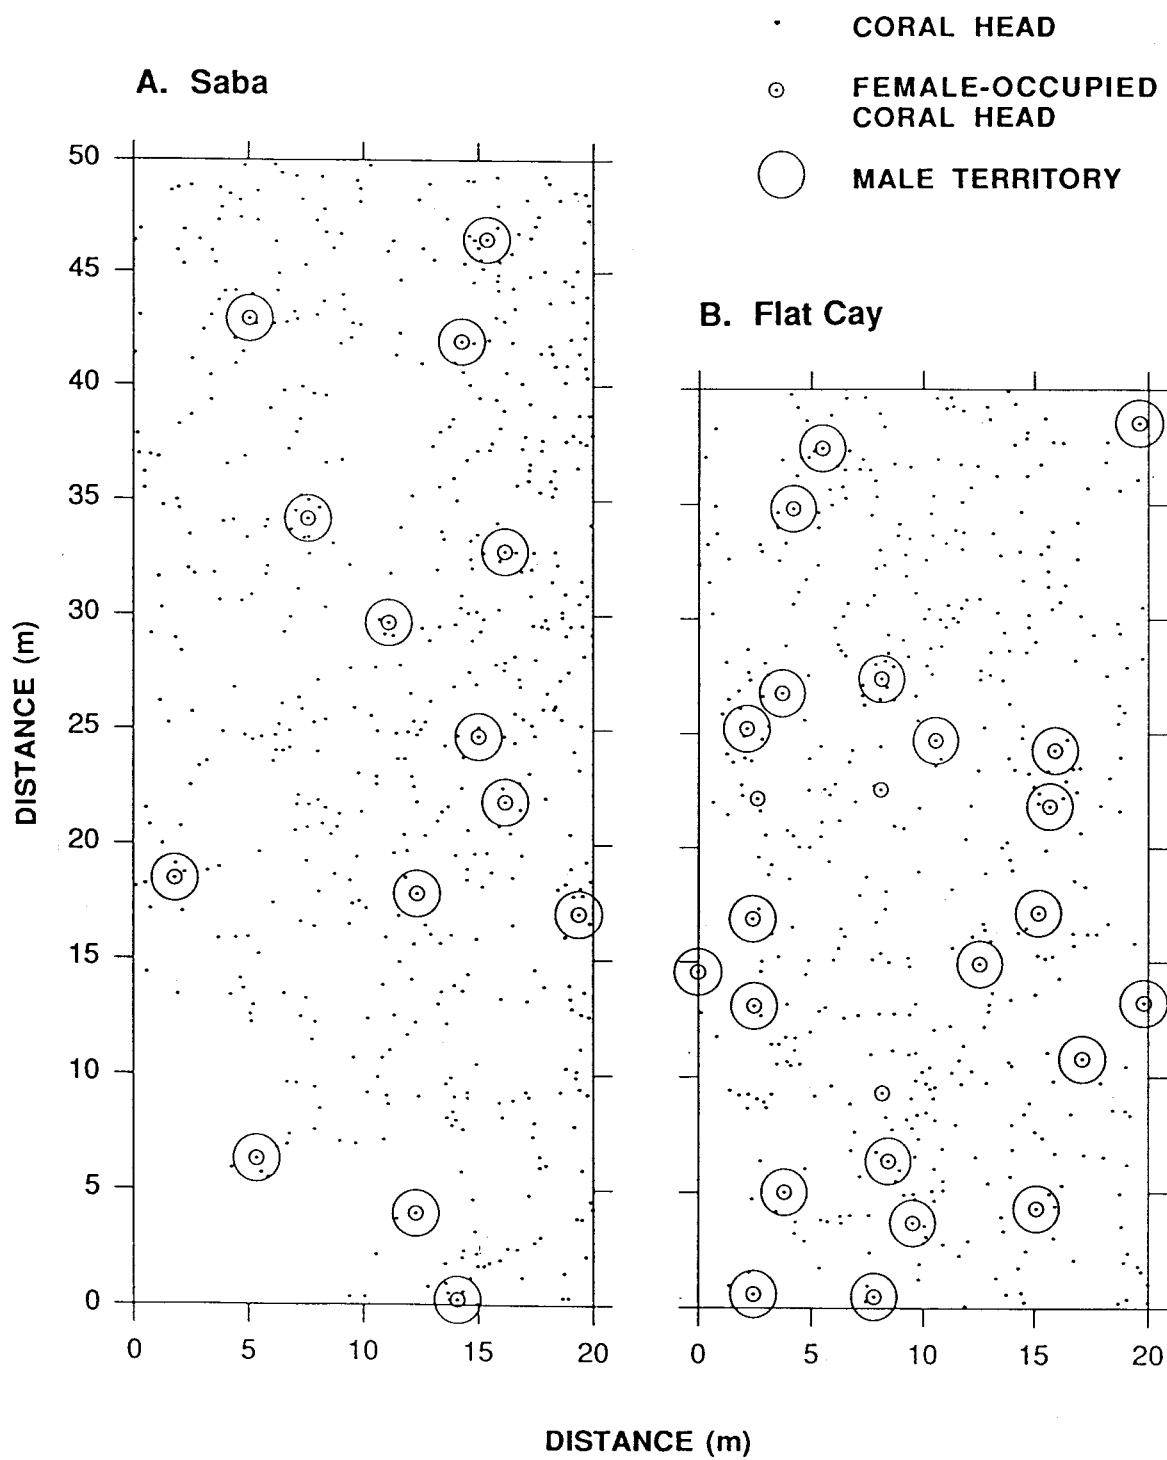 CORAL HEAD
FEMALE-OCCUPIED
CORAL HEAD
MALE TERRITORY
A. Saba
50
45
40
35
30
25
20
15
10
5
0
0 5 10 15 20
DISTANCE (m)
B. Flat Cay
0 5 10 15 20
DISTANCE (m)